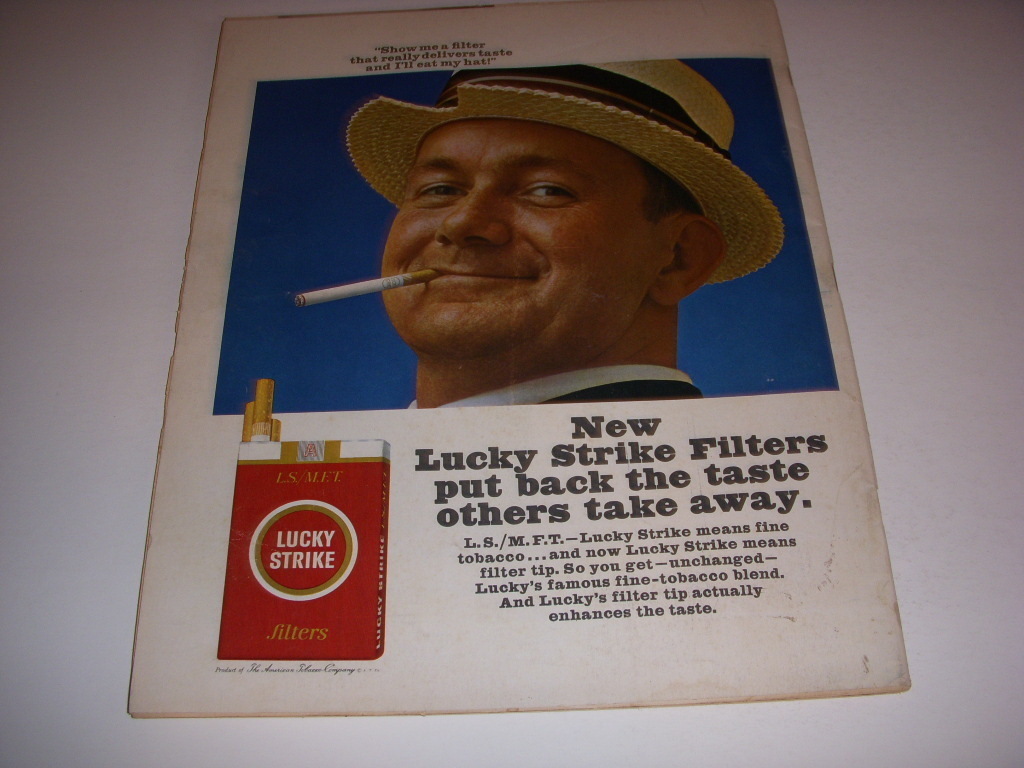 "Show me a filter
that really delivers taste
and I'll eat my hat!"
New
Lucky Strike Filters
put back the taste
others take away.
L.S./M.F.T.—Lucky Strike means fine
tobacco...and now Lucky Strike means
filter tip. So you get—unchanged—
Lucky's famous fine-tobacco blend.
And Lucky's filter tip actually
enhances the taste.
L.S./M.F.T.
LUCKY
STRIKE
filters
LUCKY STRIKE
Product of The American Tobacco Company